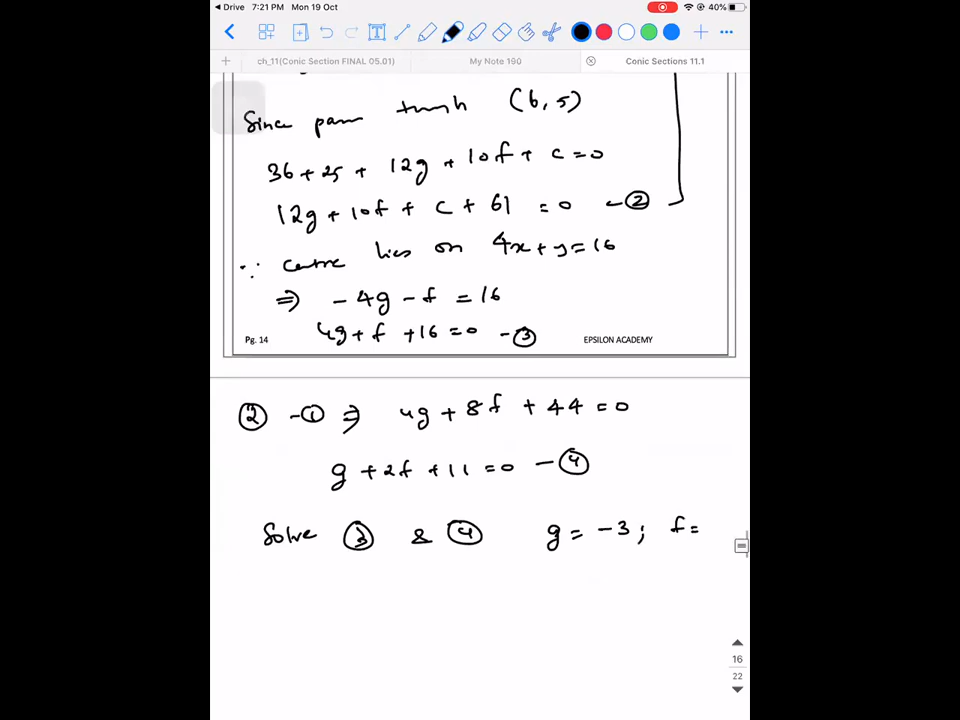 Drive 7:21 PM Mon 19 Oct 40%
ch_11(Conic Section FINAL 05.01) My Note 190 Conic Sections 11.1
Since pass through (6, 5)
36 + 25 + 12g + 10f + c = 0
12g + 10f + c + 61 = 0 - ②
∵ centre lies on 4x + y = 16
⇒ - 4g - f = 16
4g + f + 16 = 0 - ③
Pg. 14 EPSILON ACADEMY
② - ① ⇒ 4g + 8f + 44 = 0
g + 2f + 11 = 0 - ④
Solve ③ & ④ g = -3; f =
16
22